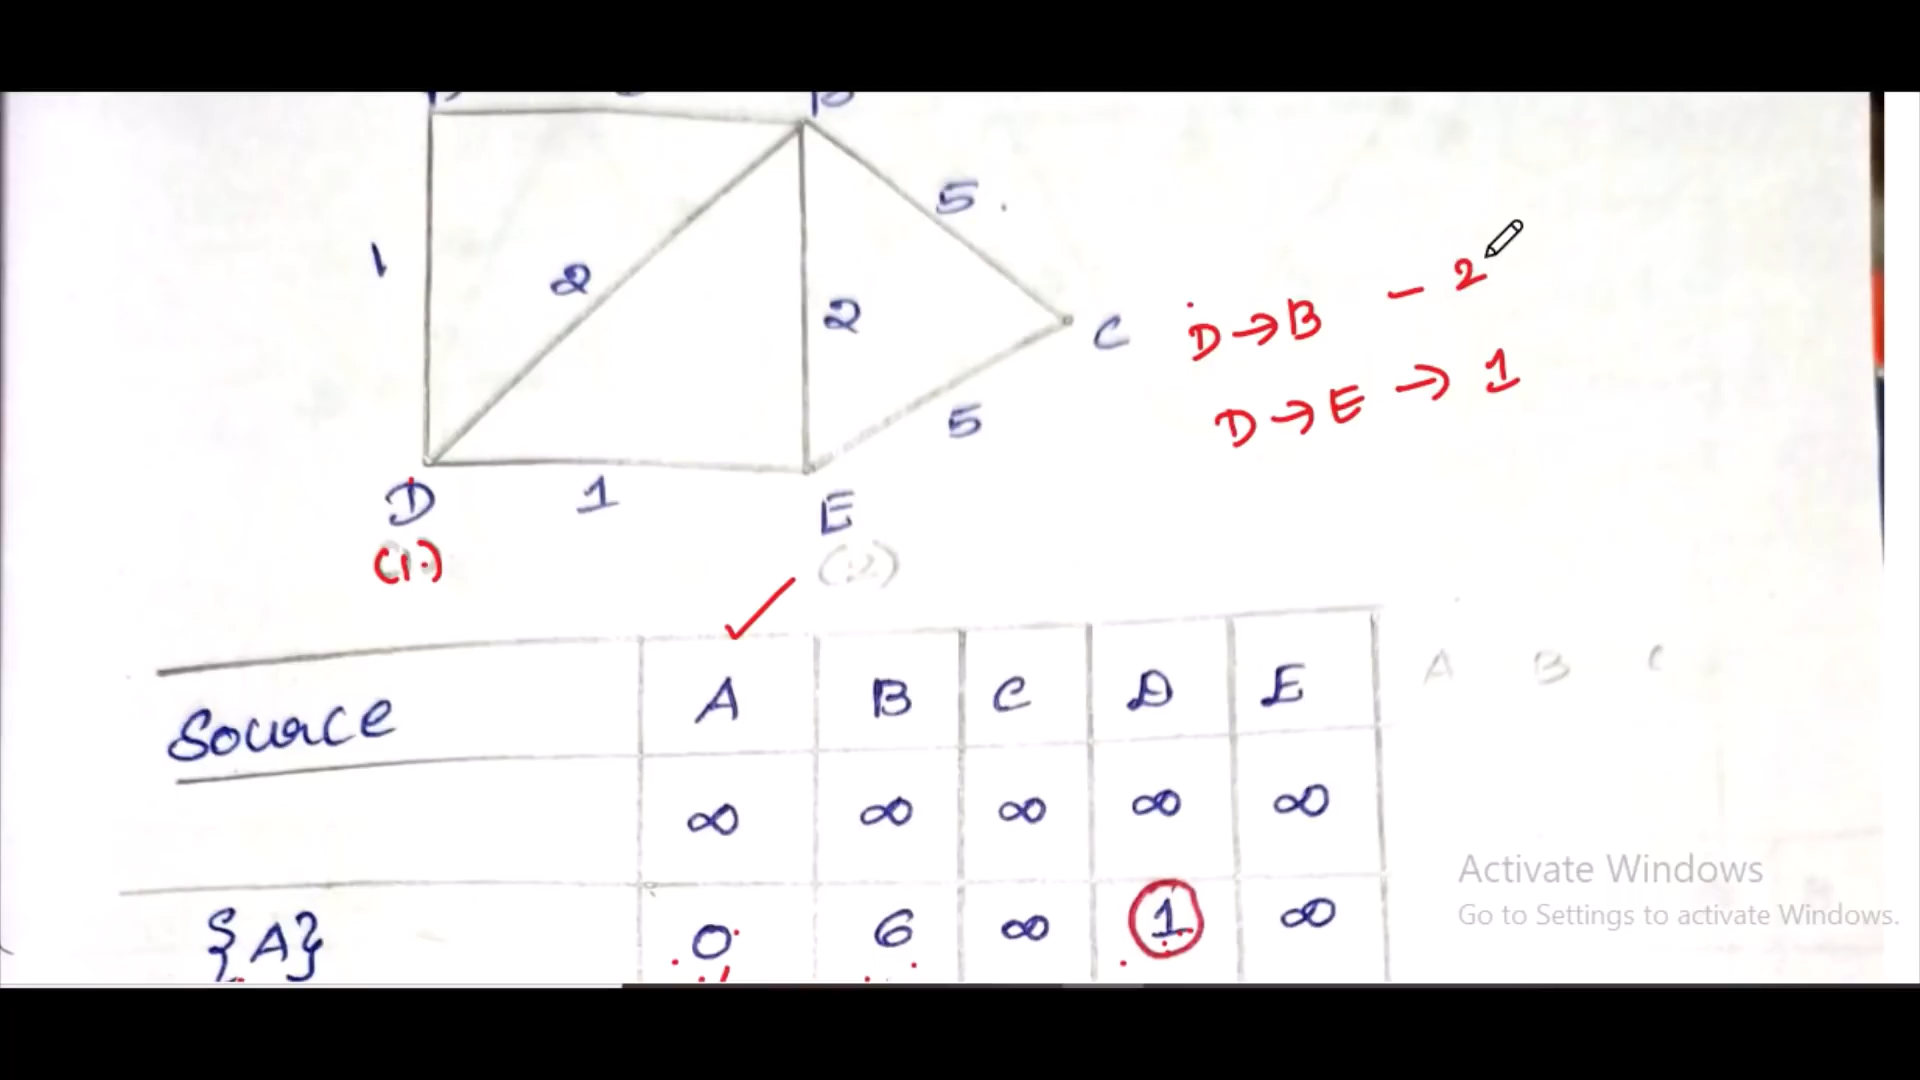 5
1
2
2
C
D→B - 2
D→E → 1
5
D
1
E
(1)
(2)
Source A B C D E
A B C
∞ ∞ ∞ ∞ ∞
{A} 0 6 ∞ 1 ∞
Activate Windows
Go to Settings to activate Windows.